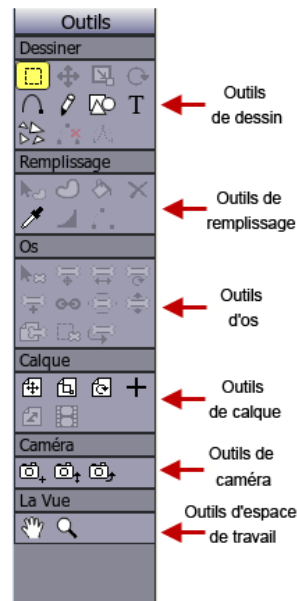 Outils
Dessiner
T
Outils
de dessin
Remplissage
Outils de
remplissage
Os
Outils
d'os
Calque
Outils
de calque
Caméra
Outils de
caméra
La Vue
Outils d'espace
de travail